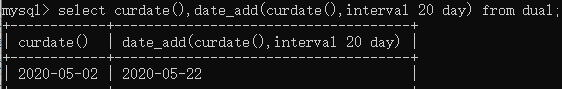 mysql> select curdate(),date_add(curdate(),interval 20 day) from dual;
+------------+-------------------------------------+
| curdate() | date_add(curdate(),interval 20 day) |
+------------+-------------------------------------+
| 2020-05-02 | 2020-05-22 |
+------------+-------------------------------------+